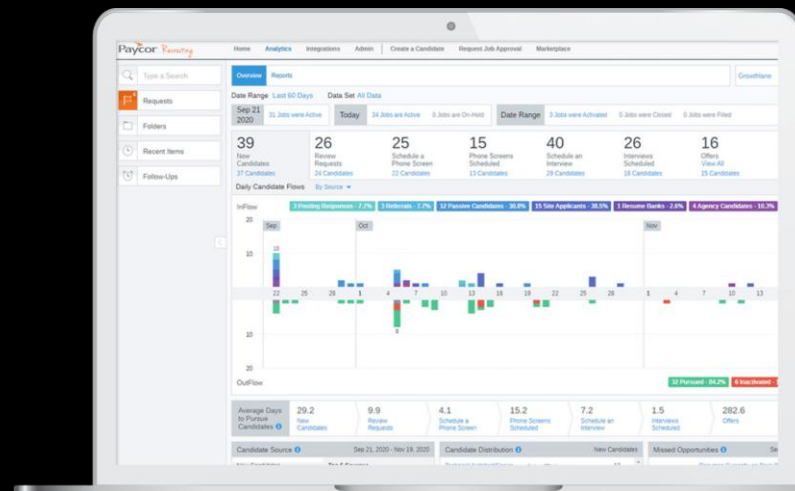 Paycor Recruiting
Home Analytics Integrations Admin Create a Candidate Request Job Approval Marketplace
Type a Search
Requests
Folders
Recent Items
Follow-Ups
Overview Reports
Growthlane
Date Range Last 60 Days Data Set All Data
Sep 21 2020
31 Jobs were Active
Today
34 Jobs are Active 0 Jobs are On-Hold
Date Range
3 Jobs were Activated 0 Jobs were Closed 0 Jobs were Filled
39 26 25 15 40 26 16
New Candidates
Review Requests
Schedule a Phone Screen
Phone Screens Scheduled
Schedule an Interview
Interviews Scheduled
Offers View All
37 Candidates 24 Candidates 22 Candidates 13 Candidates 15 Candidates
Daily Candidate Flows By Source
InFlow
3 Posting Responses - 7.7% 3 Referrals - 7.7% 12 Passive Candidates - 30.8% 15 Site Applicants - 38.5% 1 Resume Banks - 2.6% 4 Agency Candidates - 10.3%
20
Sep Oct Nov
10
10
22 25 28 1 4 7 10 13 16 19 22 25 28 1 4 7 10 13
8
10
20
OutFlow
32 Pursued - 84.2% 6 Inactivated -
Average Days to Pursue Candidates
29.2 9.9 4.1 15.2 7.2 1.5 282.6
New Candidates
Review Requests
Schedule a Phone Screen
Phone Screens Scheduled
Schedule an Interview
Interviews Scheduled
Offers
Candidate Source Sep 21, 2020 - Nov 19, 2020
Candidate Distribution New Candidates
Missed Opportunities